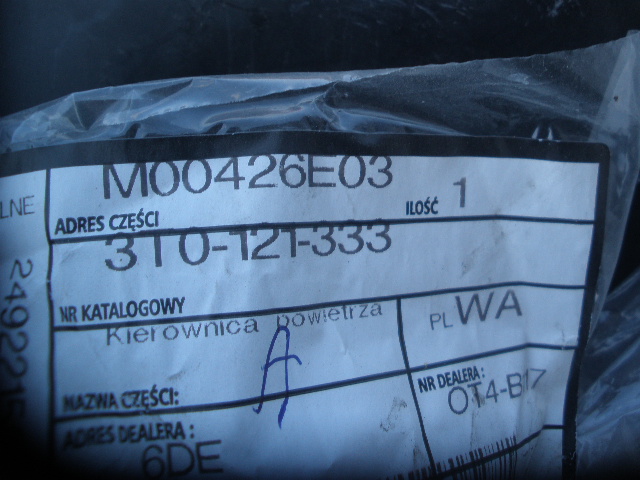 M00426E03
ADRES CZĘŚCI
ILOŚĆ 1
3T0-121-333
NR KATALOGOWY
Kierownica powietrza
PL WA
A
NAZWA CZĘŚCI:
NR DEALERA:
OT4-B17
ADRES DEALERA:
6DE
LNE
249221